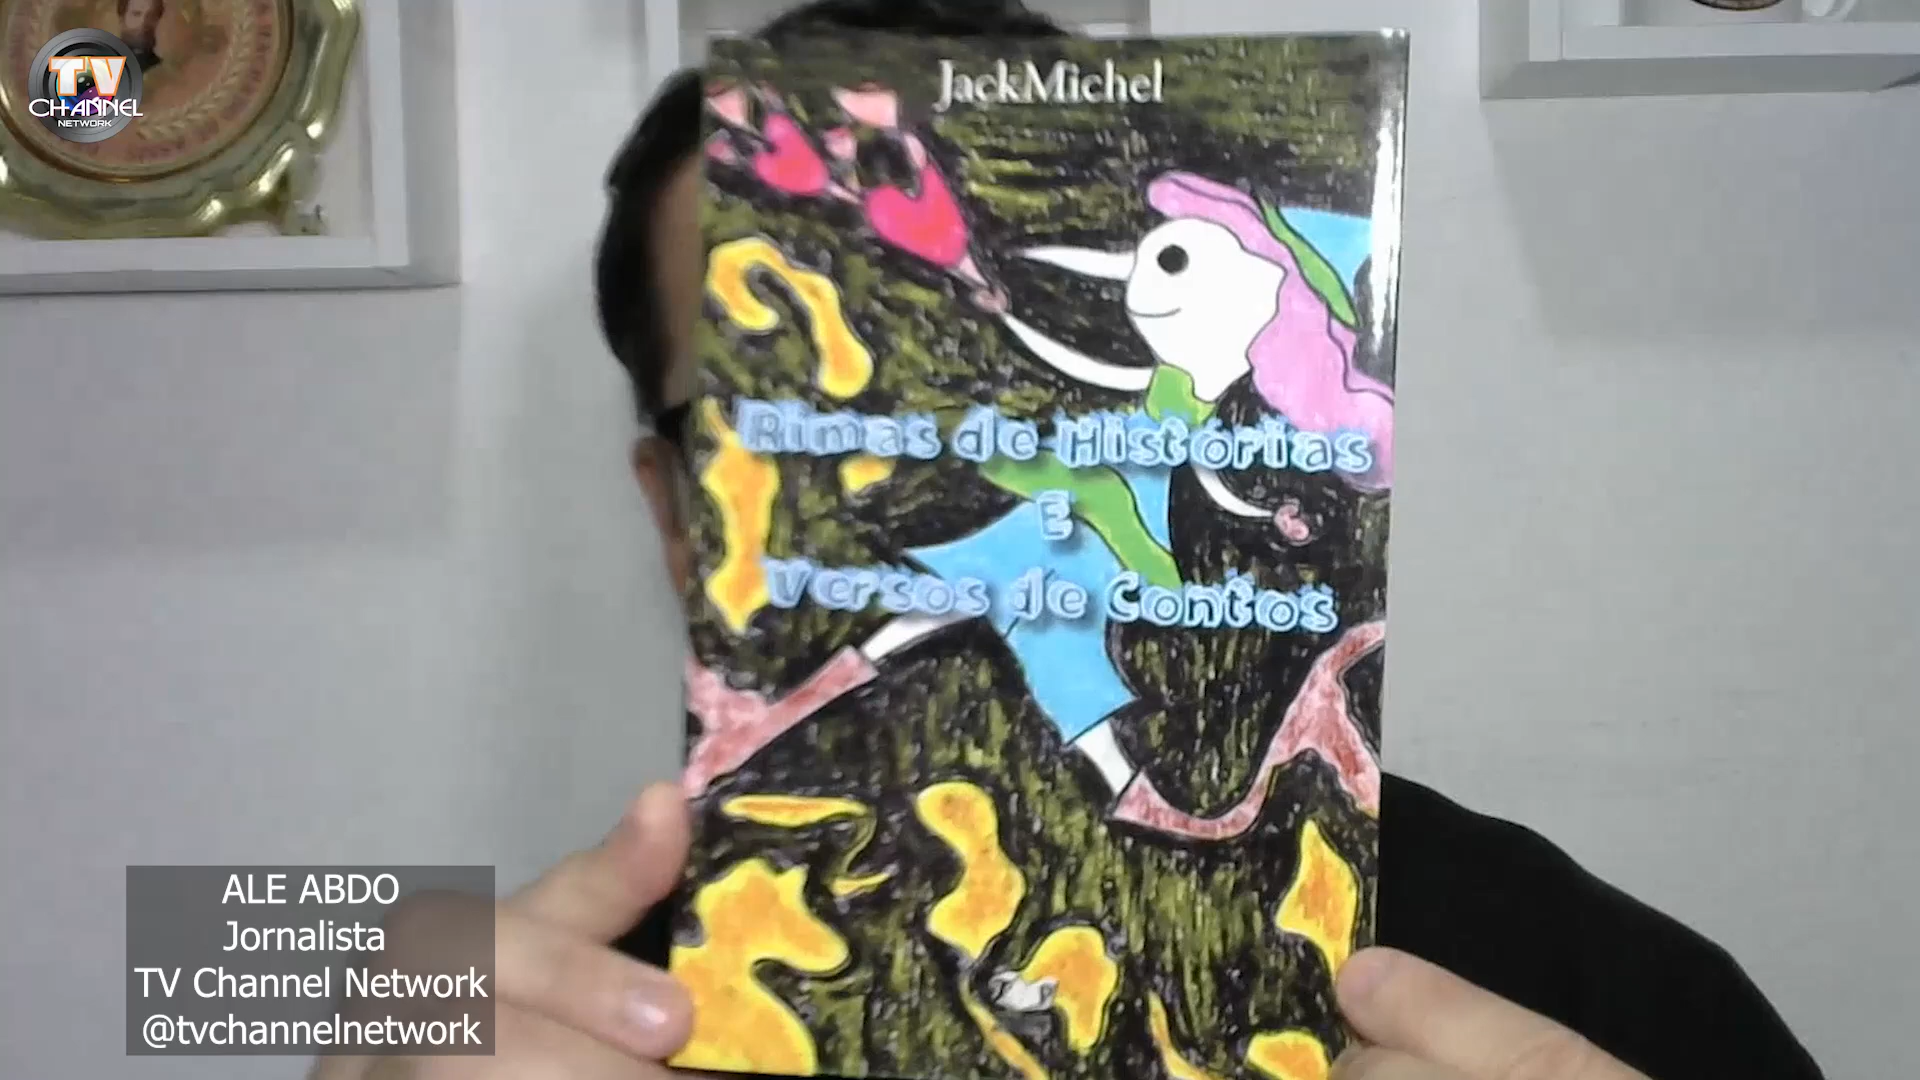 TV
CHANNEL
NETWORK
JackMichel
Rimas de Histórias
E
Versos de Contos
ALE ABDO
Jornalista
TV Channel Network
@tvchannelnetwork